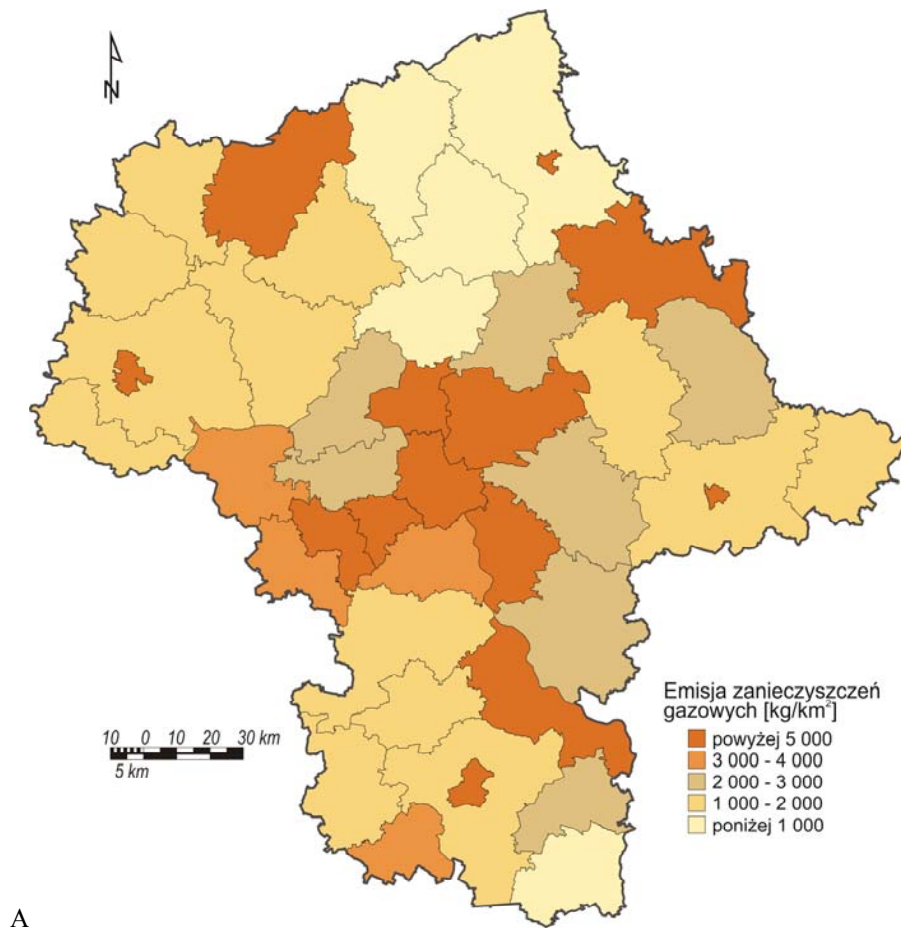 N
Emisja zanieczyszczeń
gazowych [kg/km²]
powyżej 5 000
3 000 - 4 000
2 000 - 3 000
1 000 - 2 000
poniżej 1 000
10 0 10 20 30 km
5 km
A